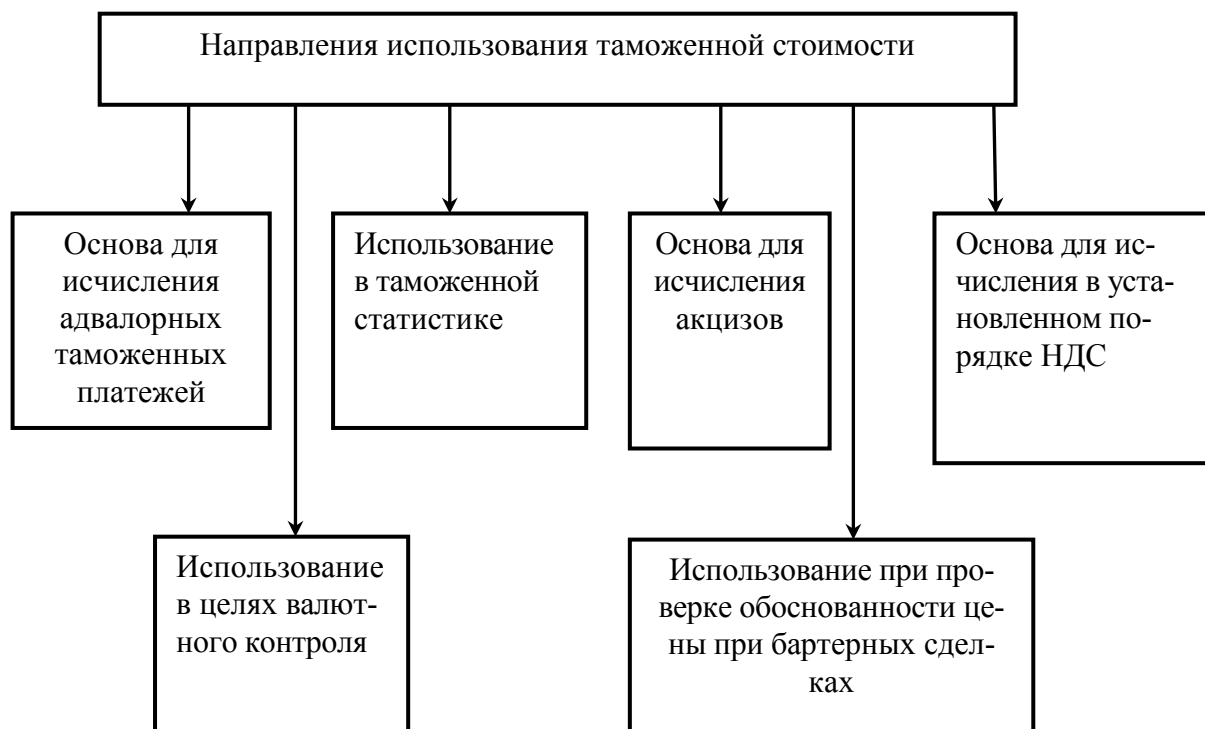 Направления использования таможенной стоимости
Основа для
исчисления
адвалорных
таможенных
платежей
Использование
в таможенной
статистике
Основа для
исчисления
акцизов
Основа для ис-
числения в уста-
новленном по-
рядке НДС
Использование
в целях валют-
ного контроля
Использование при про-
верке обоснованности це-
ны при бартерных сдел-
ках